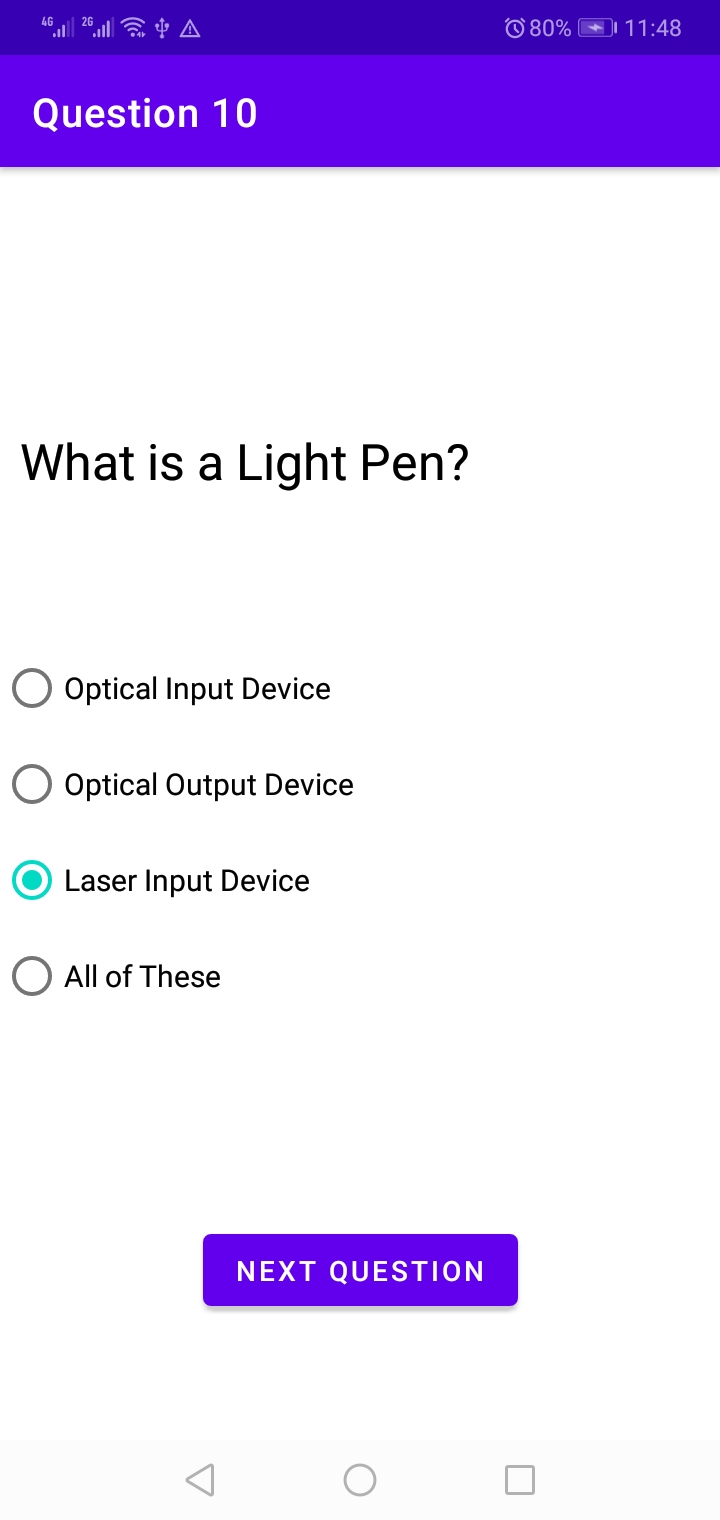 4G 2G 80% 11:48
Question 10
What is a Light Pen?
Optical Input Device
Optical Output Device
Laser Input Device
All of These
NEXT QUESTION